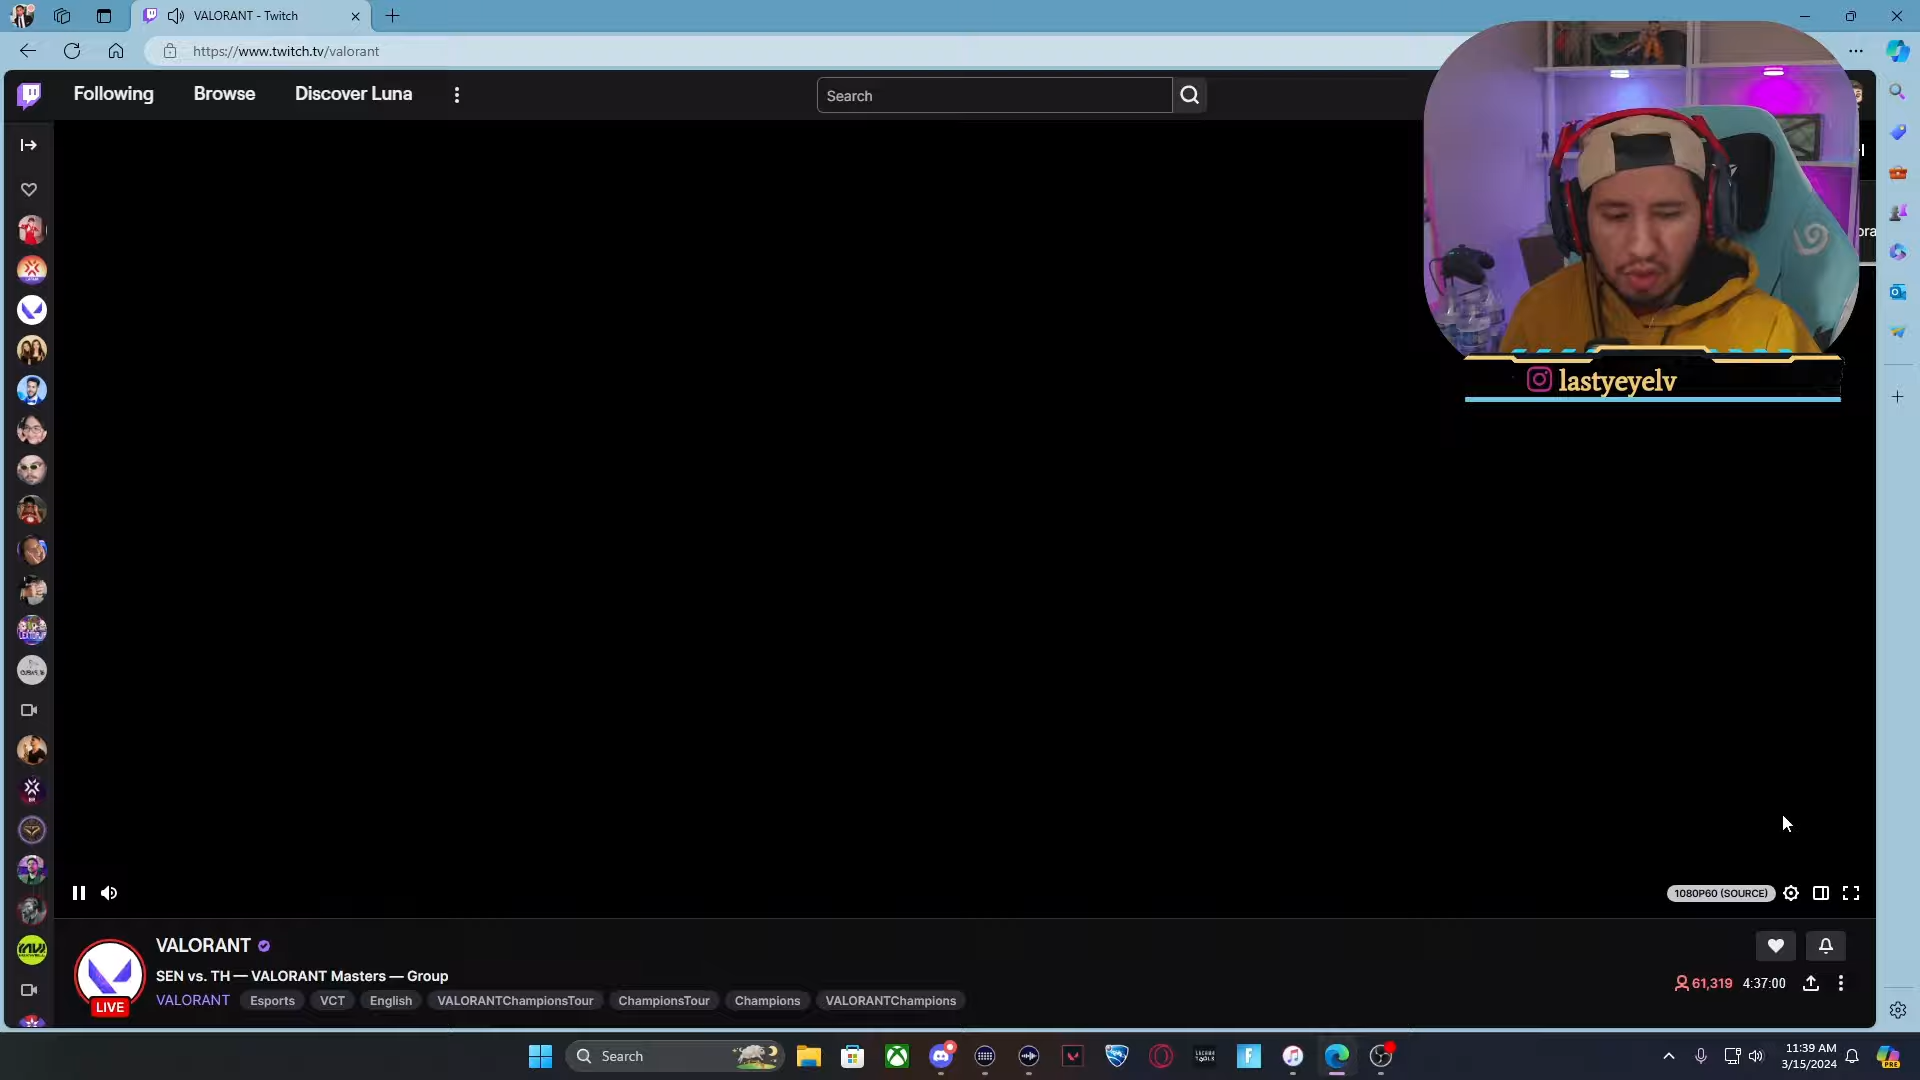 VALORANT - Twitch
https://www.twitch.tv/valorant
Following
Browse
Discover Luna
Search
lastyeyelv
1080P60 (SOURCE)
VALORANT
SEN vs. TH — VALORANT Masters — Group
LIVE
VALORANT
Esports
VCT
English
VALORANTChampionsTour
ChampionsTour
Champions
VALORANTChampions
61,319
4:37:00
Search
11:39 AM
3/15/2024
PRE